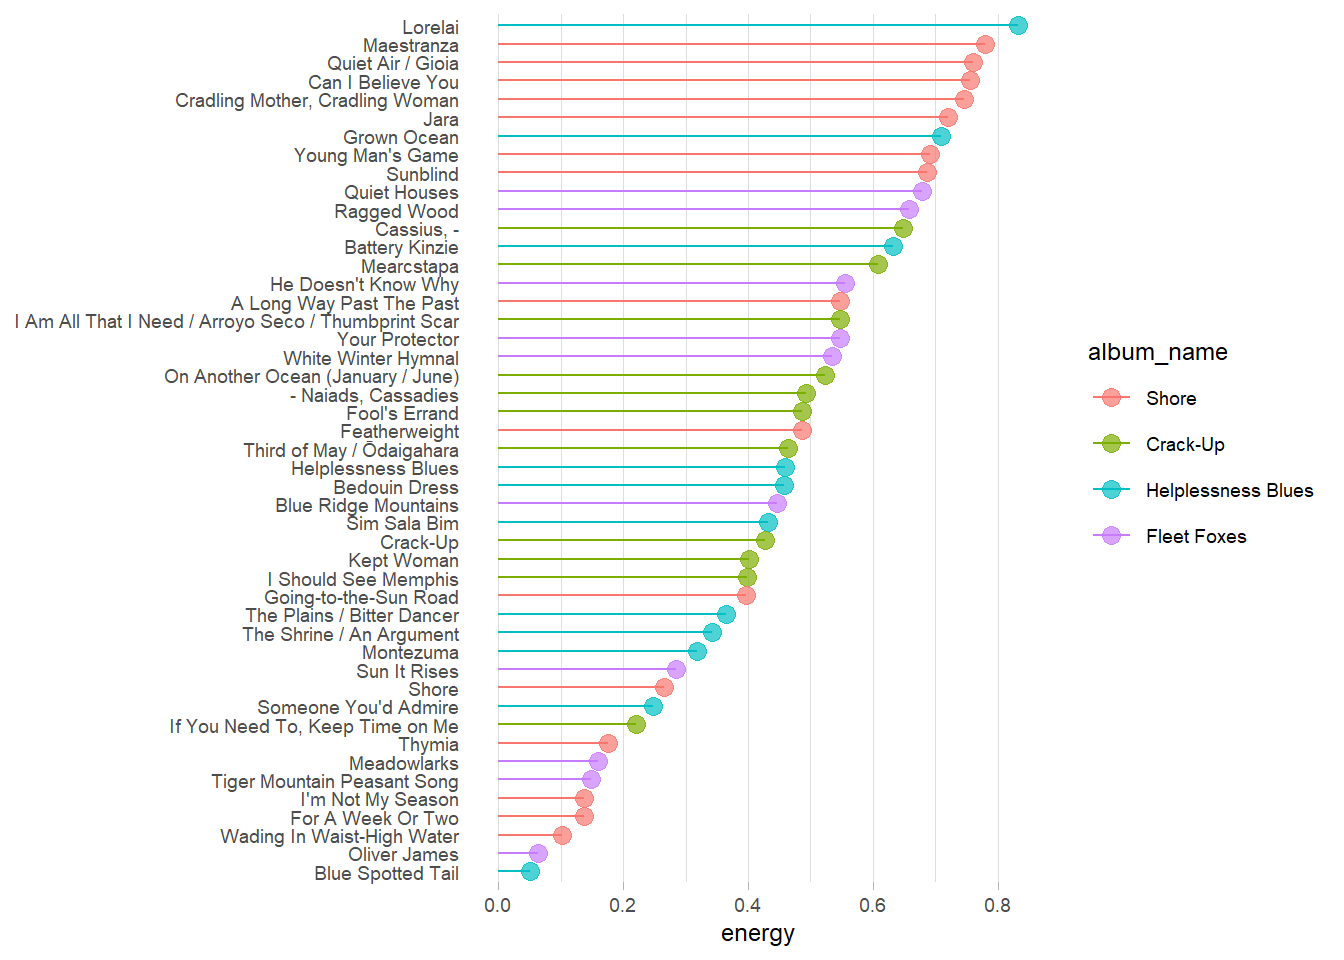 Lorelai
Maestranza
Quiet Air / Gioia
Can I Believe You
Cradling Mother, Cradling Woman
Jara
Grown Ocean
Young Man's Game
Sunblind
Quiet Houses
Ragged Wood
Cassius, -
Battery Kinzie
Mearcstapa
He Doesn't Know Why
A Long Way Past The Past
I Am All That I Need / Arroyo Seco / Thumbprint Scar
Your Protector
White Winter Hymnal
On Another Ocean (January / June)
- Naiads, Cassadies
Fool's Errand
Featherweight
Third of May / Ōdaigahara
Helplessness Blues
Bedouin Dress
Blue Ridge Mountains
Sim Sala Bim
Crack-Up
Kept Woman
I Should See Memphis
Going-to-the-Sun Road
The Plains / Bitter Dancer
The Shrine / An Argument
Montezuma
Sun It Rises
Shore
Someone You'd Admire
If You Need To, Keep Time on Me
Thymia
Meadowlarks
Tiger Mountain Peasant Song
I'm Not My Season
For A Week Or Two
Wading In Waist-High Water
Oliver James
Blue Spotted Tail
0.0 0.2 0.4 0.6 0.8
energy
album_name
Shore
Crack-Up
Helplessness Blues
Fleet Foxes